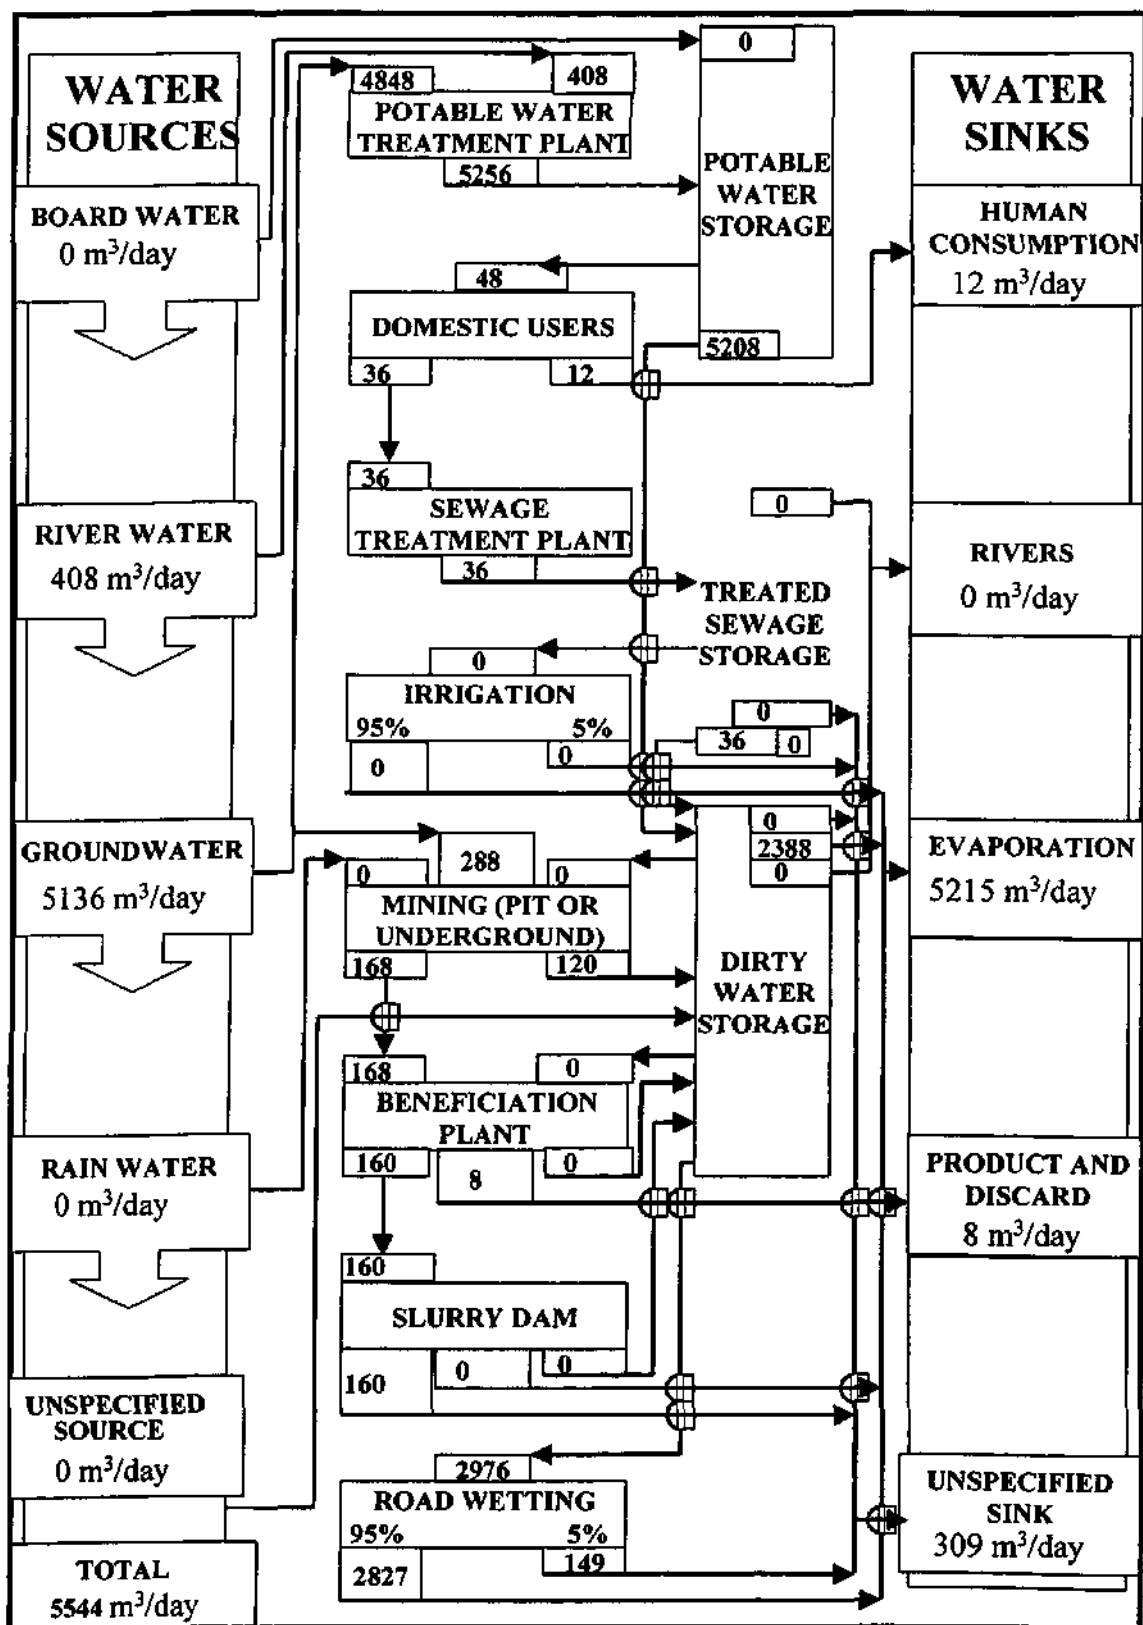 WATER
SOURCES
BOARD WATER
0 m³/day
RIVER WATER
408 m³/day
GROUNDWATER
5136 m³/day
RAIN WATER
0 m³/day
UNSPECIFIED
SOURCE
0 m³/day
TOTAL
5544 m³/day
4848
408
POTABLE WATER
TREATMENT PLANT
5256
48
DOMESTIC USERS
36
12
36
SEWAGE
TREATMENT PLANT
36
0
IRRIGATION
95%
5%
0
0
288
0
0
MINING (PIT OR
UNDERGROUND)
168
120
168
0
BENEFICIATION
PLANT
160
8
0
160
SLURRY DAM
160
0
0
2976
ROAD WETTING
95%
5%
2827
149
0
POTABLE
WATER
STORAGE
5208
0
TREATED
SEWAGE
STORAGE
0
36
0
0
2388
0
DIRTY
WATER
STORAGE
WATER
SINKS
HUMAN
CONSUMPTION
12 m³/day
RIVERS
0 m³/day
EVAPORATION
5215 m³/day
PRODUCT AND
DISCARD
8 m³/day
UNSPECIFIED
SINK
309 m³/day